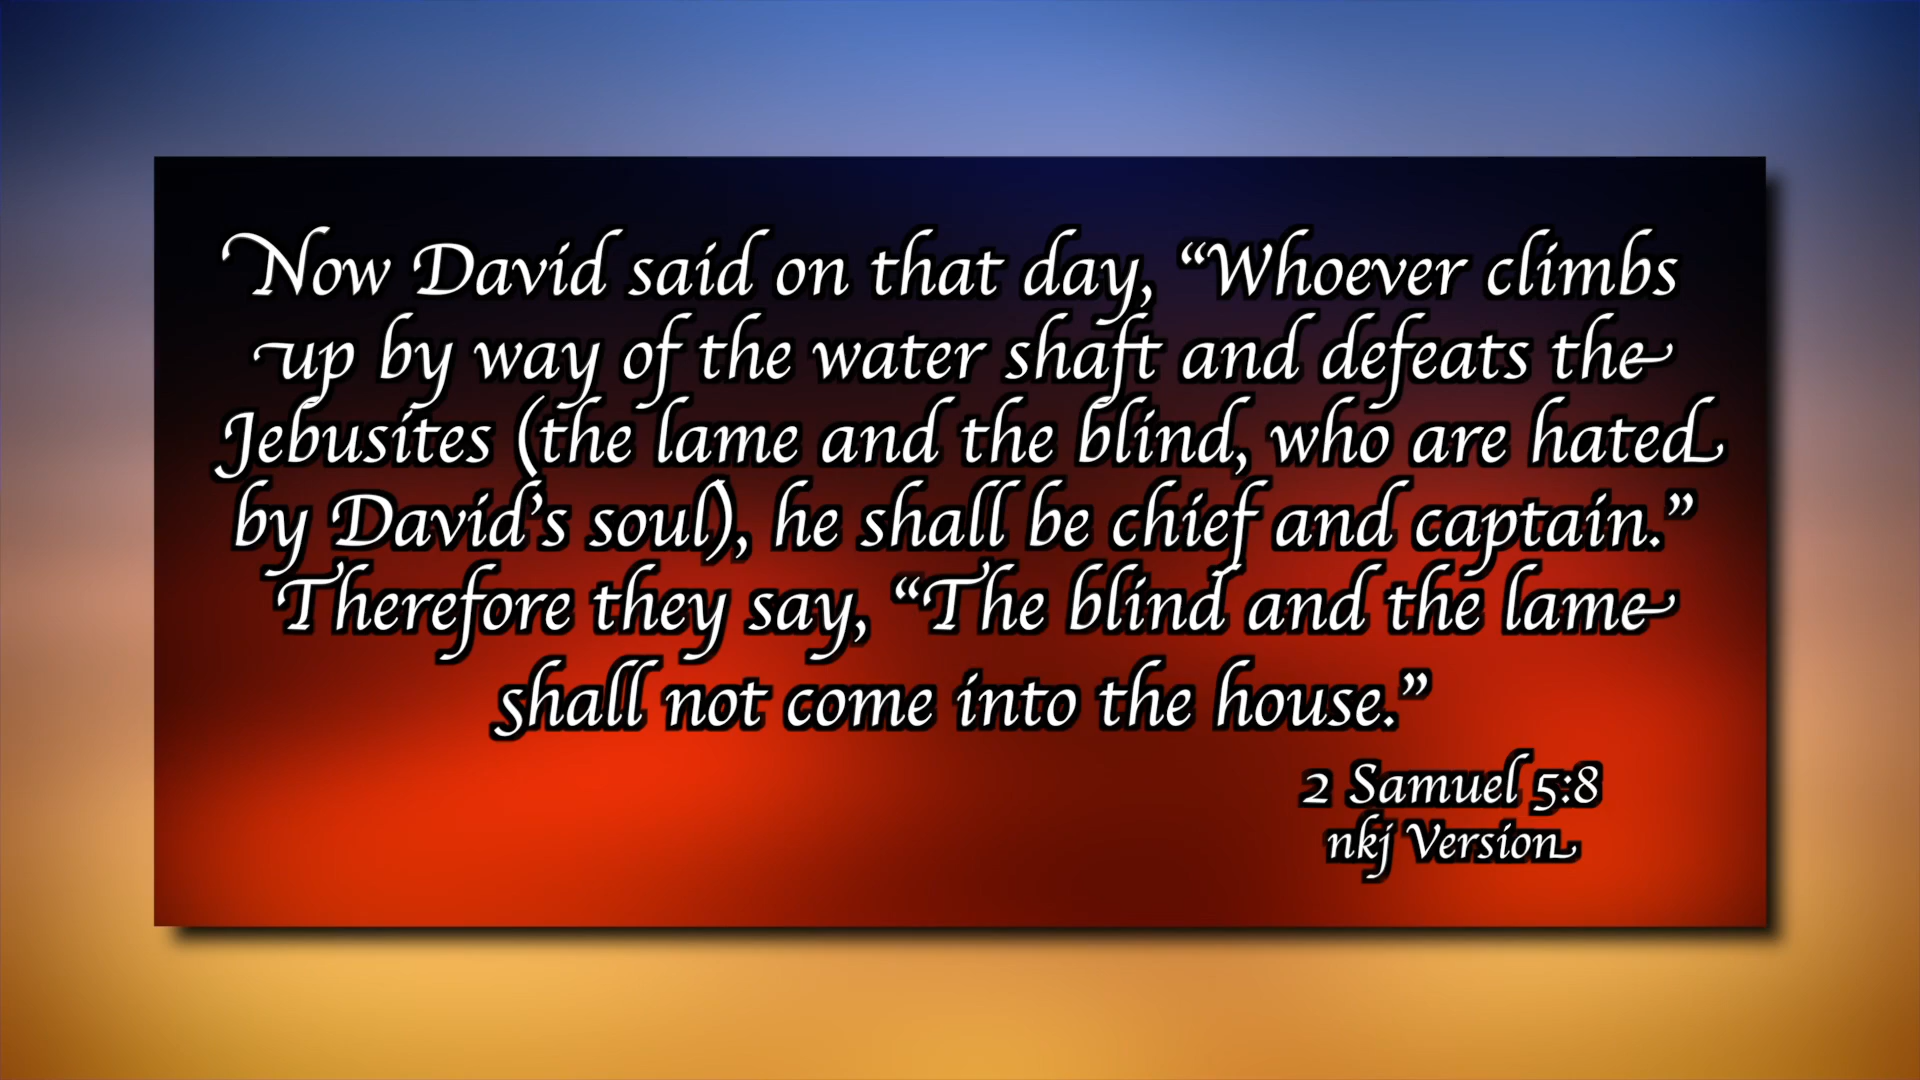 Now David said on that day, “Whoever climbs
up by way of the water shaft and defeats the
Jebusites (the lame and the blind, who are hated
by David’s soul), he shall be chief and captain.”
Therefore they say, “The blind and the lame
shall not come into the house.”
2 Samuel 5:8
nkj Version